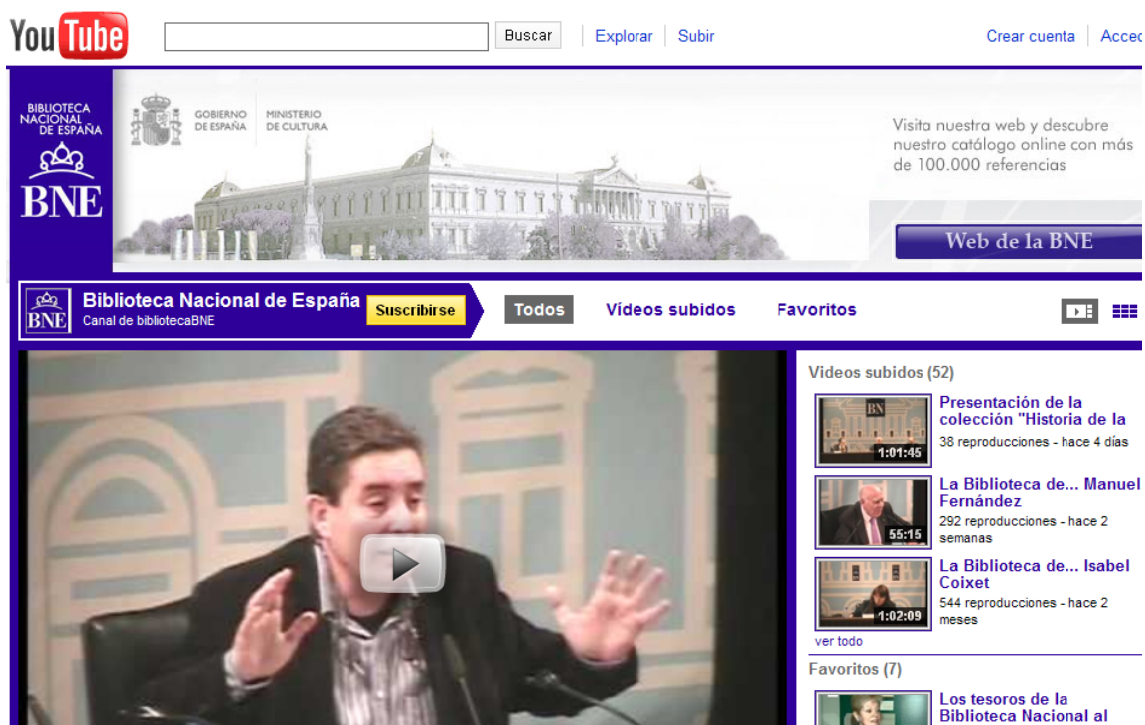 YouTube
Buscar
Explorar
Subir
Crear cuenta
Acced
BIBLIOTECA
NACIONAL
DE ESPAÑA
BNE
GOBIERNO
DE ESPAÑA
MINISTERIO
DE CULTURA
Visita nuestra web y descubre
nuestro catálogo online con más
de 100.000 referencias
Web de la BNE
BNE
Biblioteca Nacional de España
Canal de bibliotecaBNE
Suscribirse
Todos
Vídeos subidos
Favoritos
Videos subidos (52)
BN
1:01:45
Presentación de la
colección "Historia de la
38 reproducciones - hace 4 días
55:15
La Biblioteca de... Manuel
Fernández
292 reproducciones - hace 2
semanas
1:02:09
La Biblioteca de... Isabel
Coixet
544 reproducciones - hace 2
meses
ver todo
Favoritos (7)
Los tesoros de la
Biblioteca Nacional al